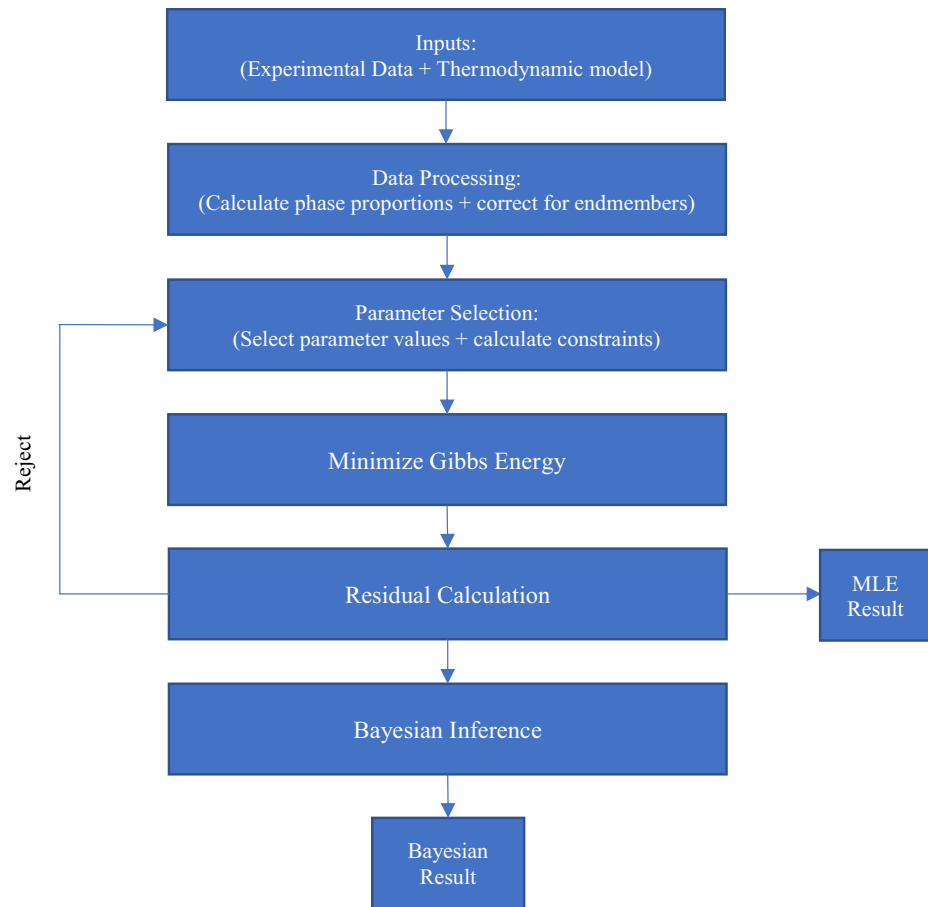 Inputs:
(Experimental Data + Thermodynamic model)
Data Processing:
(Calculate phase proportions + correct for endmembers)
Parameter Selection:
(Select parameter values + calculate constraints)
Reject
Minimize Gibbs Energy
Residual Calculation
MLE
Result
Bayesian Inference
Bayesian
Result